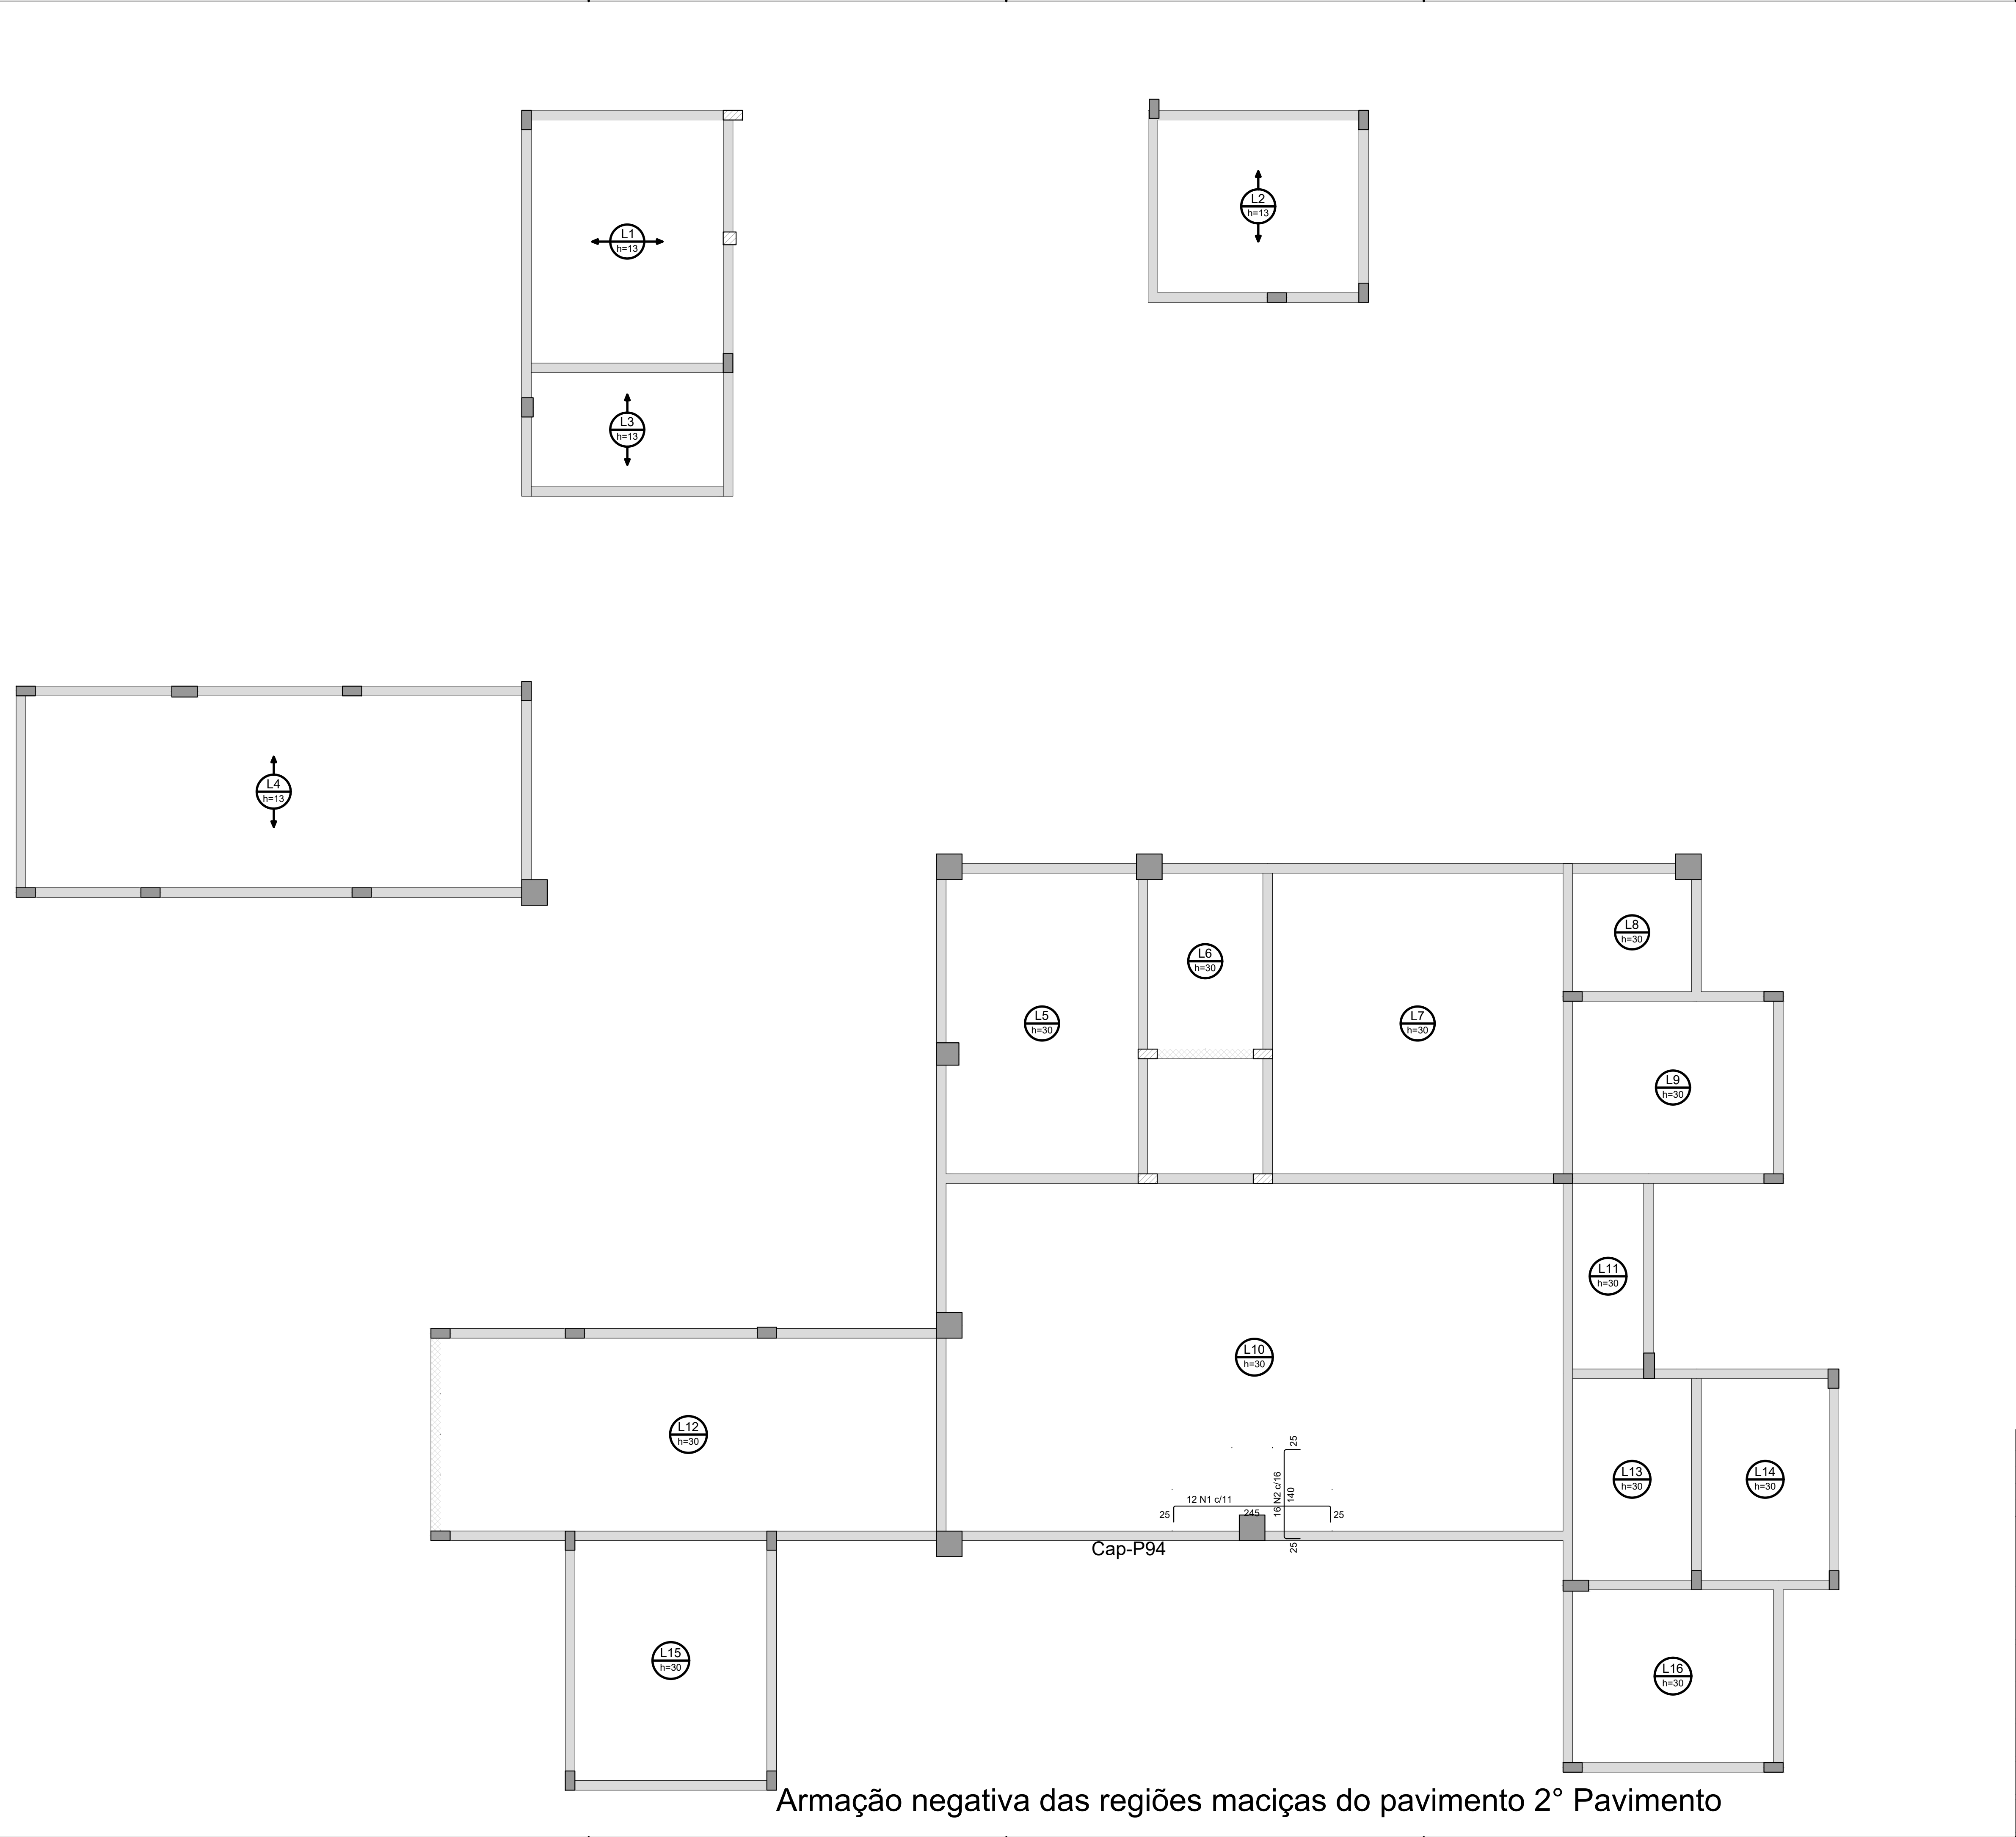 L1
h=13
L2
h=13
L3
h=13
L4
h=13
L5
h=30
L6
h=30
L7
h=30
L8
h=30
L9
h=30
L10
h=30
L11
h=30
L12
h=30
L13
h=30
L14
h=30
25
16 N2 c/16
140
12 N1 c/11
25
245
25
25
Cap-P94
L15
h=30
L16
h=30
Armação negativa das regiões maciças do pavimento 2° Pavimento